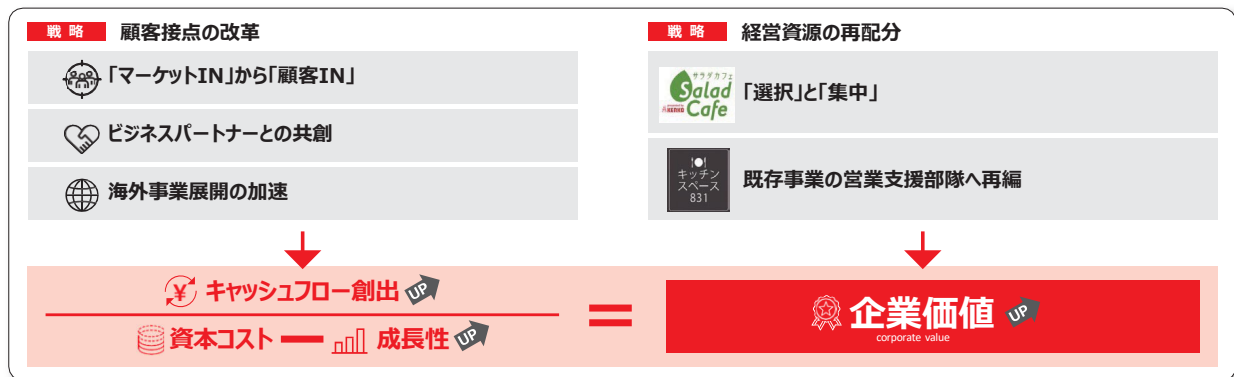 戦略 顧客接点の改革
「マーケットIN」から「顧客IN」
ビジネスパートナーとの共創
海外事業展開の加速
戦略 経営資源の再配分
サラダカフェ
Salad
Cafe
KENKO
「選択」と「集中」
キッチン
スペース
831
既存事業の営業支援部隊へ再編
¥ キャッシュフロー創出 UP
資本コスト ー 成長性 UP
=
企業価値 UP
corporate value